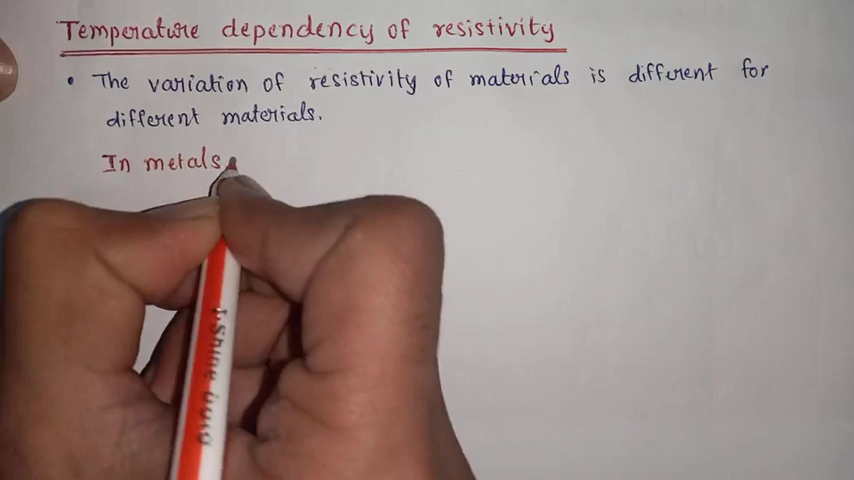 Temperature dependency of resistivity
• The variation of resistivity of materials is different for
different materials.
In metals